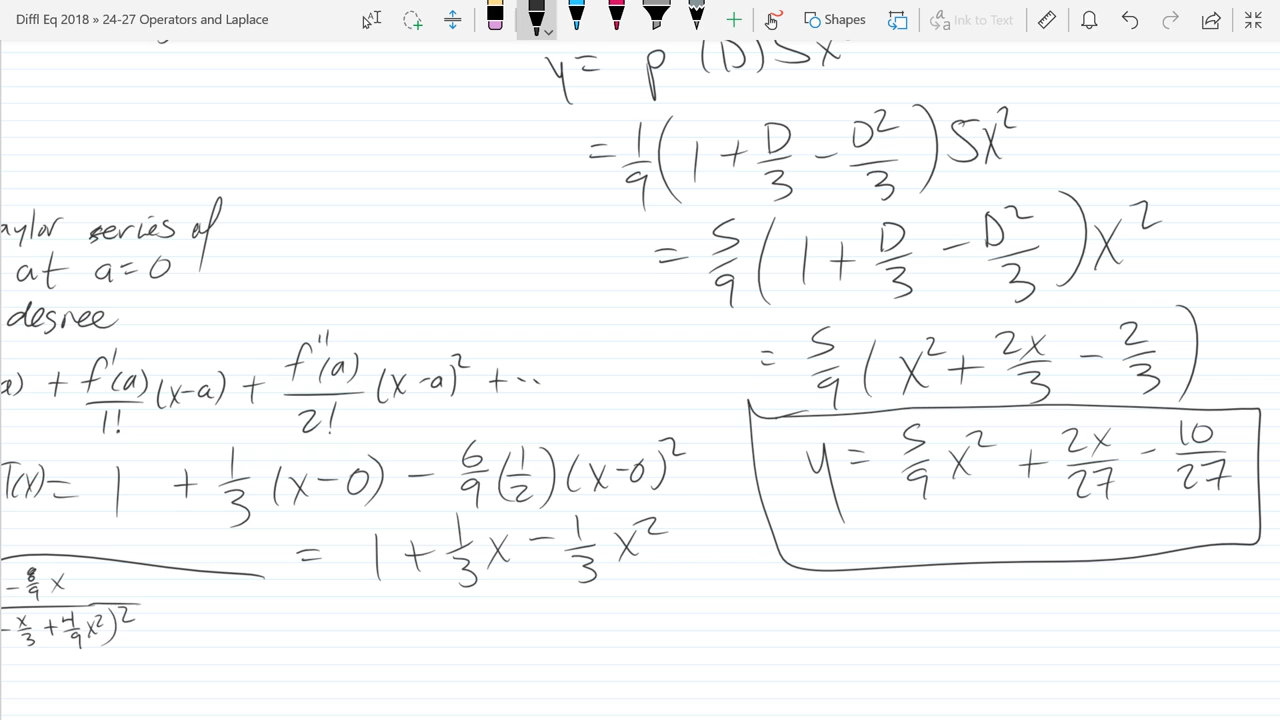 Diffl Eq 2018 » 24-27 Operators and Laplace
Shapes
Ink to Text
y = p (D) 5x
= 1/9 (1 + D/3 - D²/3) 5x²
= 5/9 (1 + D/3 - D²/3) x²
= 5/9 (x² + 2x/3 - 2/3)
y = 5/9 x² + 2x/27 - 10/27
aylor series of
at a=0
degree
a) + f'(a)/1! (x-a) + f''(a)/2! (x-a)² + ...
T(x) = 1 + 1/3 (x-0) - 6/9 (1/2) (x-0)²
= 1 + 1/3 x - 1/3 x²
- 8/9 x
- x/3 + 4/9 x²)²